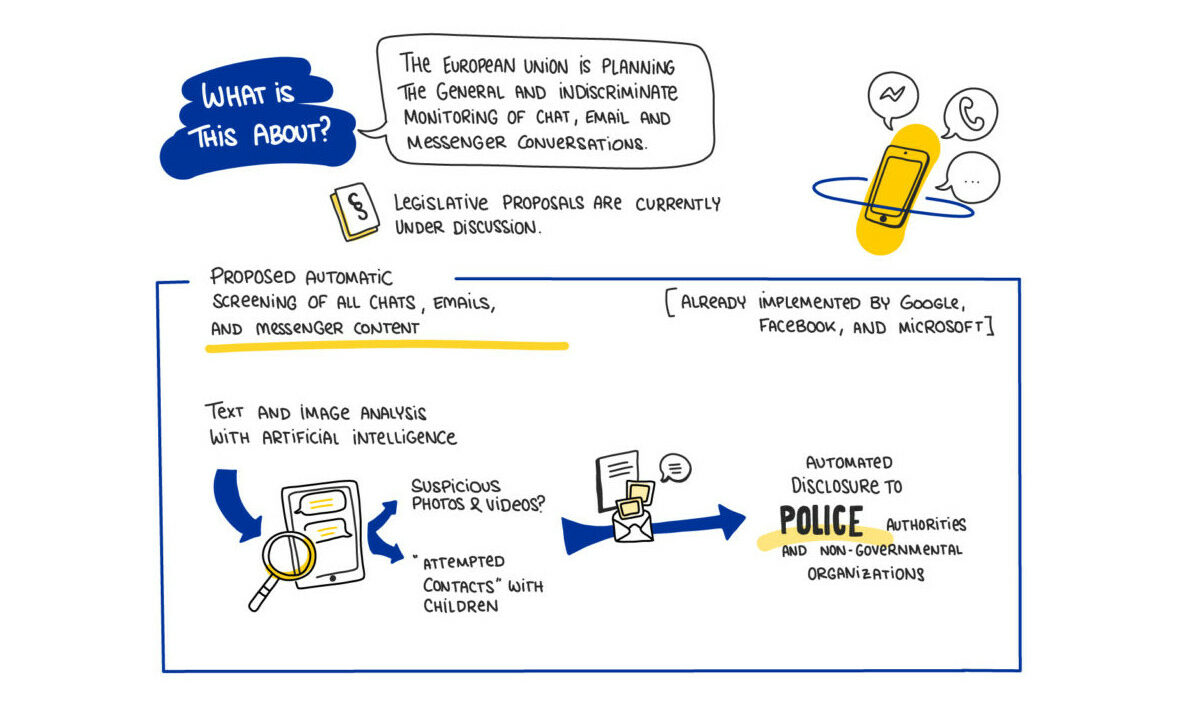 What is
this about?
The European Union is planning
the general and indiscriminate
monitoring of chat, email and
messenger conversations.
§
Legislative proposals are currently
under discussion.
...
Proposed automatic
screening of all chats, emails,
and messenger content
[Already implemented by Google,
Facebook, and Microsoft]
Text and image analysis
with artificial intelligence
Suspicious
photos & videos?
"Attempted
contacts" with
children
Automated
disclosure to
POLICE authorities
and non-governmental
organizations